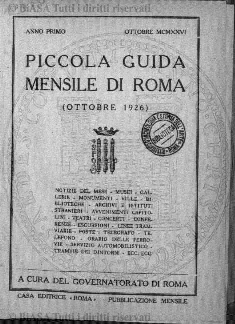 © BIASA Tutti i diritti riservati
ANNO PRIMO OTTOBRE MCMXXVI
PICCOLA GUIDA
MENSILE DI ROMA
(OTTOBRE 1926)
NOTIZIE DEL MESE - MUSEI - GAL-
LERIE - MONUMENTI - VILLE - BI-
BLIOTECHE - ARCHIVI E ISTITUTI
STRANIERI - AVVENIMENTI CAPITO-
LINI - TEATRI - CONCERTI - CONFE-
RENZE - ESCURSIONI - LINEE TRAM-
VIARIE - POSTE - TELEGRAFO - TE-
LEFONO - ORARIO DELLE FERRO-
VIE - SERVIZIO AUTOMOBILISTICO -
TRAMVIE DEI DINTORNI - ECC. ECC.
A CURA DEL GOVERNATORATO DI ROMA
CASA EDITRICE "ROMA" PUBBLICAZIONE MENSILE